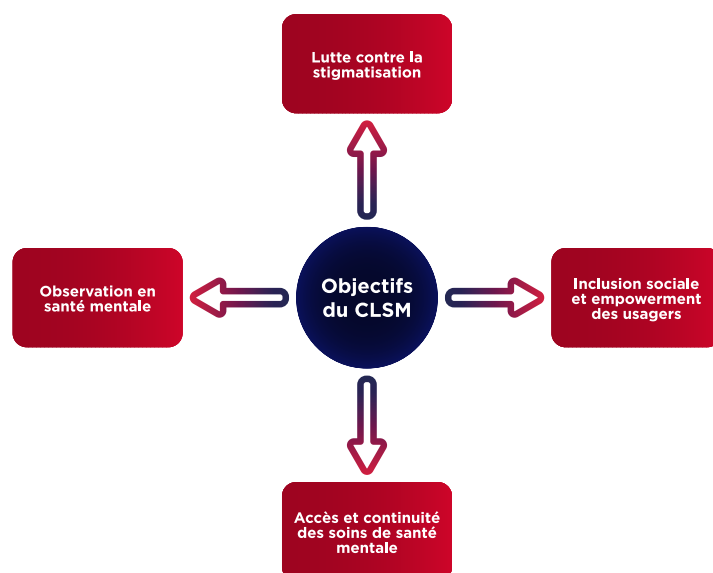 Lutte contre la
stigmatisation
Observation en
santé mentale
Objectifs
du CLSM
Inclusion sociale
et empowerment
des usagers
Accès et continuité
des soins de santé
mentale